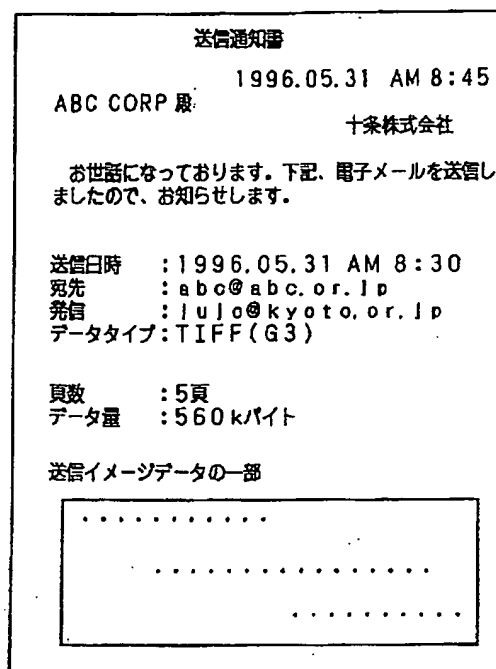 送信通知書
1996.05.31 AM 8:45
ABC CORP 殿
十条株式会社
お世話になっております。下記、電子メールを送信し
ましたので、お知らせします。
送信日時 :1996.05.31 AM 8:30
宛先 :abc@abc.or.jp
発信 :jujo@kyoto.or.jp
データタイプ:TIFF(G3)
頁数 :5頁
データ量 :560kバイト
送信イメージデータの一部